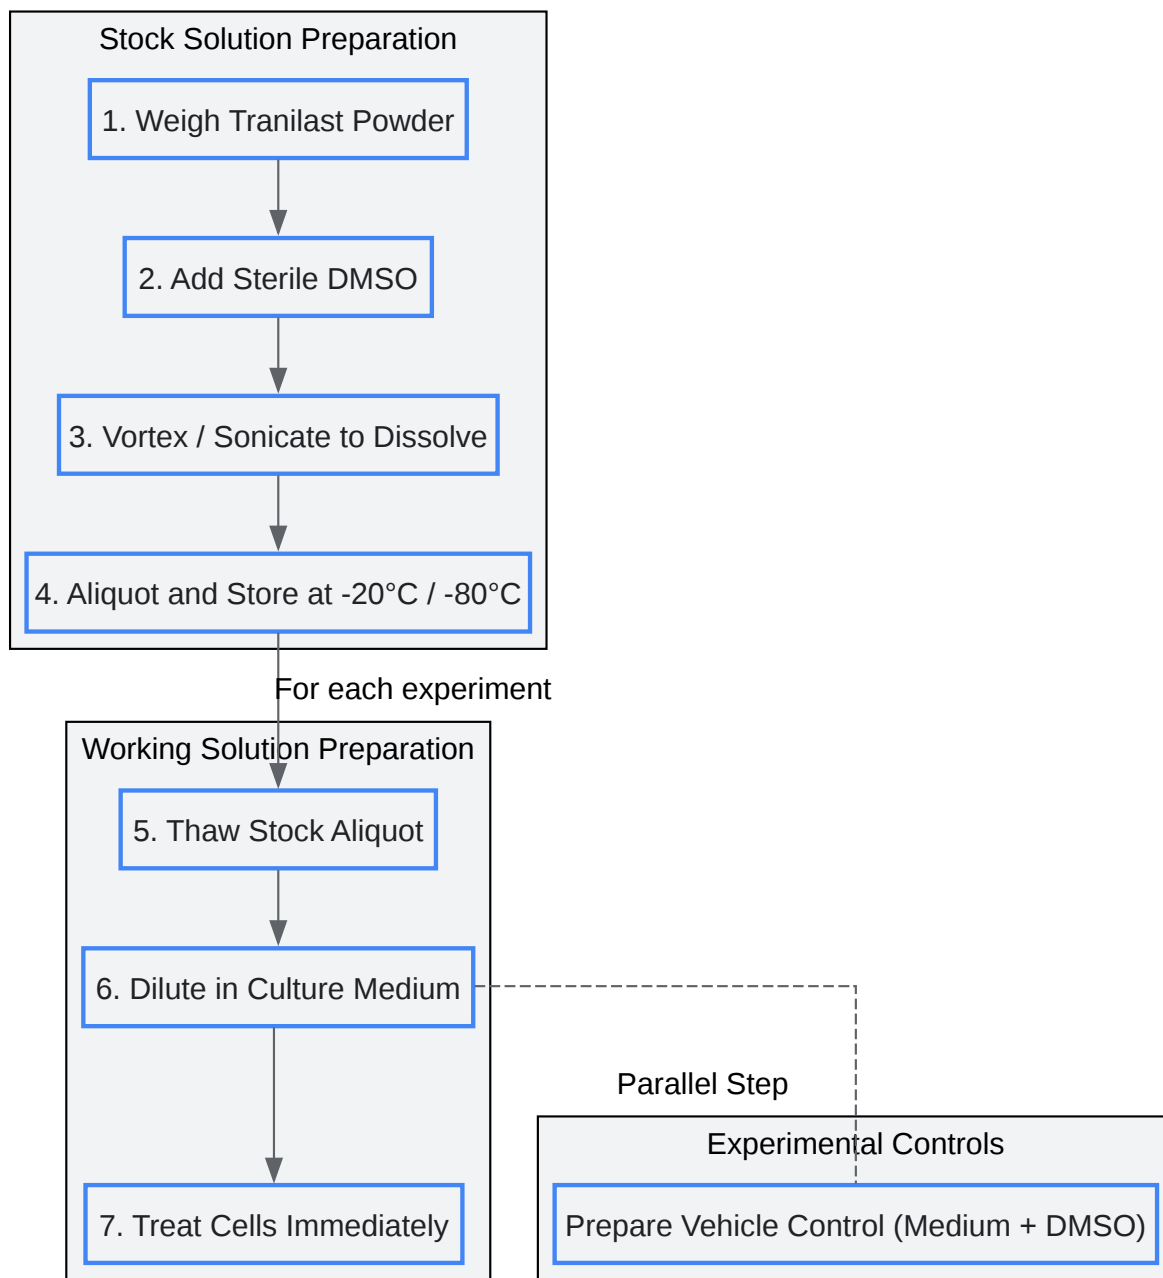 Stock Solution Preparation
1. Weigh Tranilast Powder
2. Add Sterile DMSO
3. Vortex / Sonicate to Dissolve
4. Aliquot and Store at -20°C / -80°C
For each experiment
Working Solution Preparation
5. Thaw Stock Aliquot
6. Dilute in Culture Medium
Parallel Step
Experimental Controls
7. Treat Cells Immediately
Prepare Vehicle Control (Medium + DMSO)